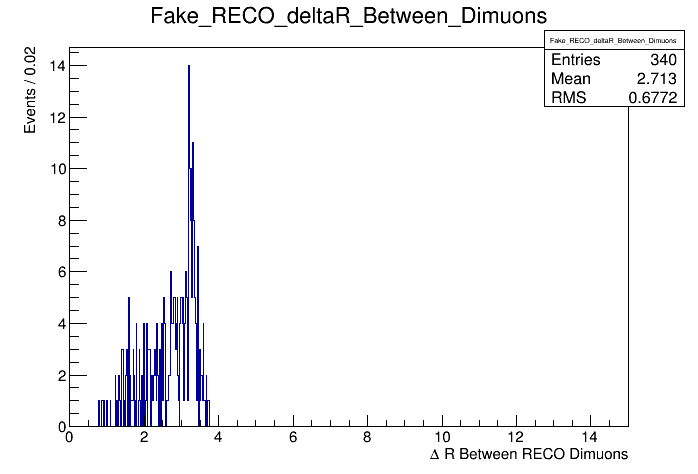 Fake_RECO_deltaR_Between_Dimuons
Fake_RECO_deltaR_Between_Dimuons
Entries 340
Mean 2.713
RMS 0.6772
Events / 0.02
14
12
10
8
6
4
2
0
0 2 4 6 8 10 12 14
Δ R Between RECO Dimuons